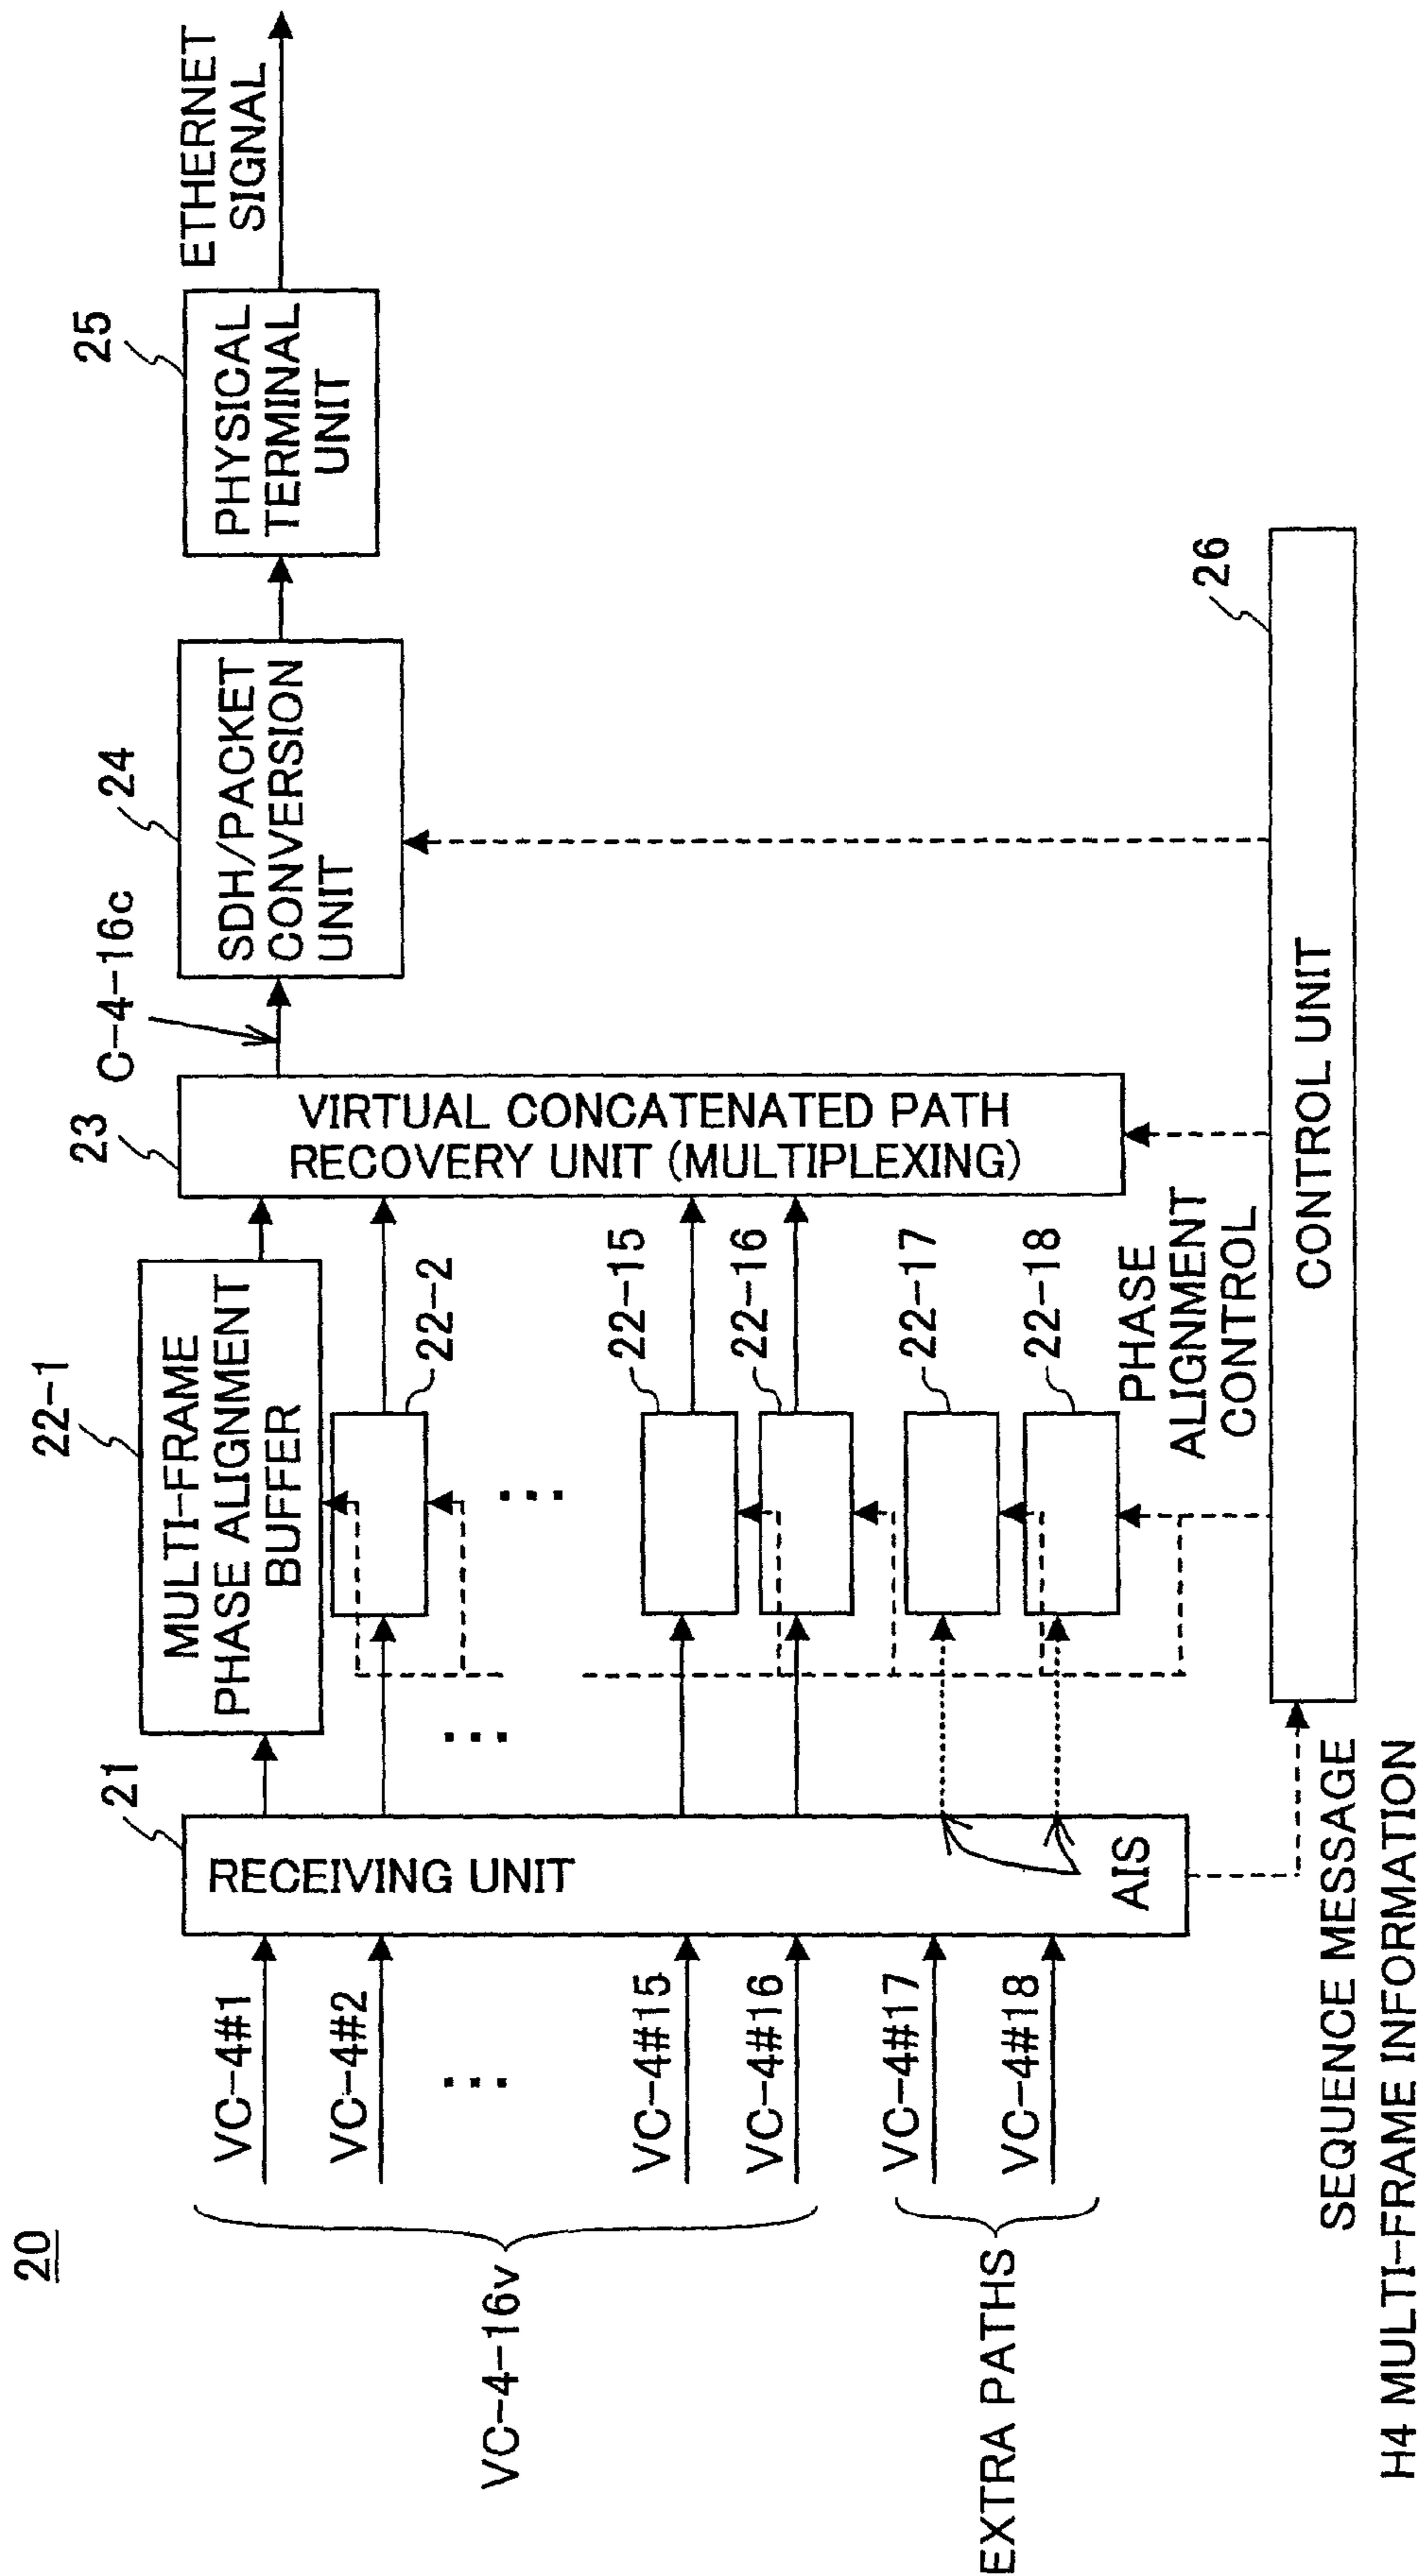 20
VC-4-16v
EXTRA PATHS
VC-4#1
VC-4#2
...
VC-4#15
VC-4#16
VC-4#17
VC-4#18
21
RECEIVING UNIT
AIS
SEQUENCE MESSAGE
H4 MULTI-FRAME INFORMATION
...
22-1
MULTI-FRAME
PHASE ALIGNMENT
BUFFER
22-2
...
22-15
22-16
22-17
22-18
PHASE
ALIGNMENT
CONTROL
23
VIRTUAL CONCATENATED PATH
RECOVERY UNIT (MULTIPLEXING)
C-4-16c
24
SDH/PACKET
CONVERSION
UNIT
25
PHYSICAL
TERMINAL
UNIT
ETHERNET
SIGNAL
26
CONTROL UNIT